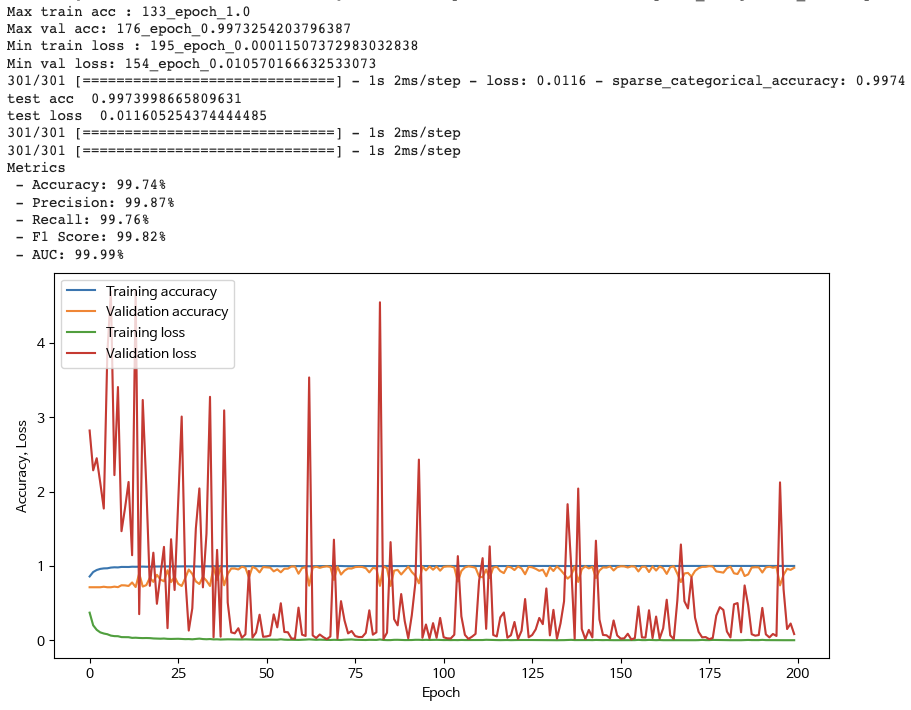 Max train acc : 133_epoch_1.0
Max val acc: 176_epoch_0.9973254203796387
Min train loss : 195_epoch_0.00011507372983032838
Min val loss: 154_epoch_0.010570166632533073
301/301 [==============================] - 1s 2ms/step - loss: 0.0116 - sparse_categorical_accuracy: 0.9974
test acc  0.9973998665809631
test loss  0.011605254374444485
301/301 [==============================] - 1s 2ms/step
301/301 [==============================] - 1s 2ms/step
Metrics
 - Accuracy: 99.74%
 - Precision: 99.87%
 - Recall: 99.76%
 - F1 Score: 99.82%
 - AUC: 99.99%
Training accuracy
Validation accuracy
Training loss
Validation loss
4
3
2
1
0
Accuracy, Loss
0 25 50 75 100 125 150 175 200
Epoch